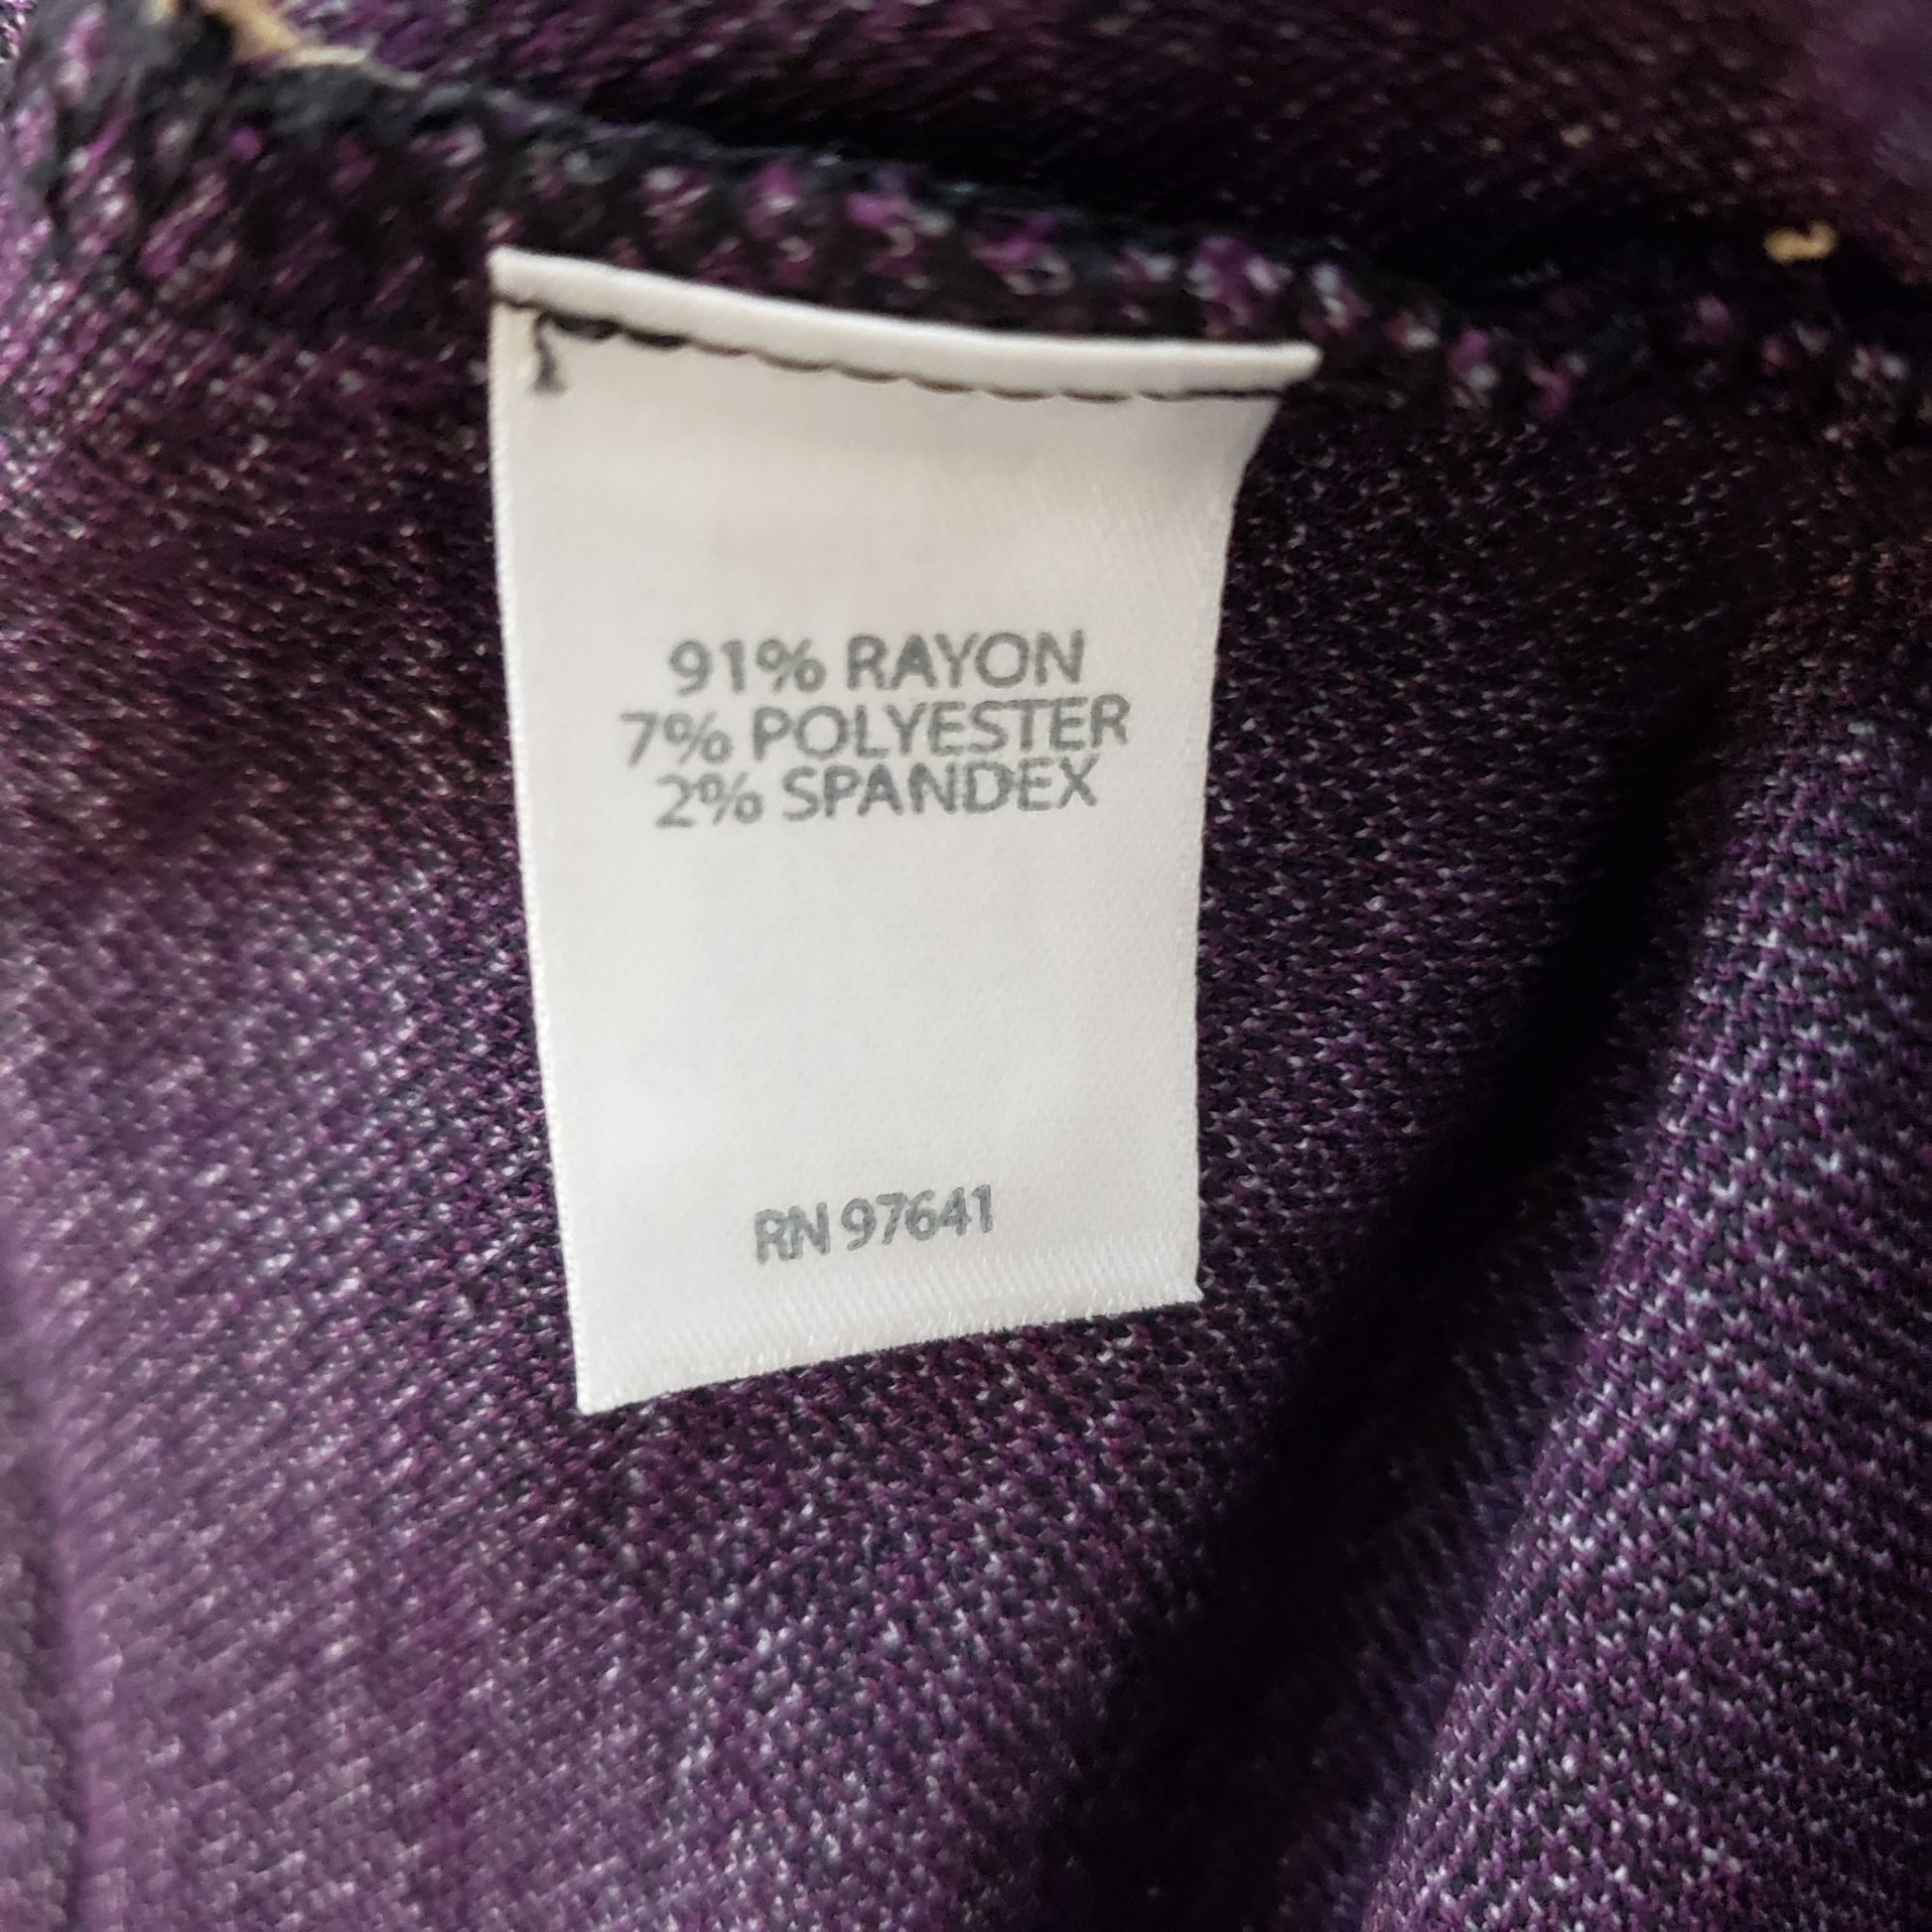 91% RAYON
7% POLYESTER
2% SPANDEX
RN 97641